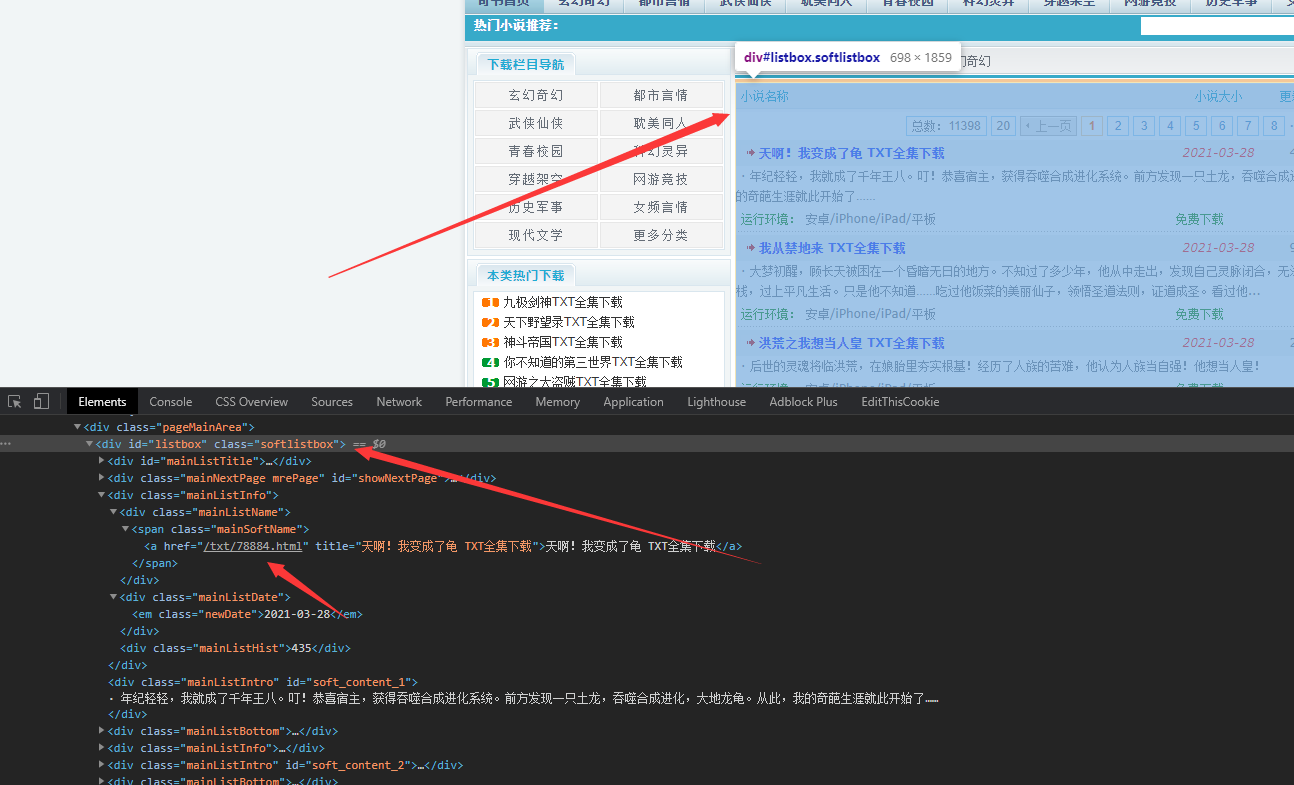 奇书首页 玄幻奇幻 都市言情 武侠仙侠 耽美同人 青春校园 科幻灵异 穿越架空 网游竞技 历史军事
热门小说推荐：
下载栏目导航
div#listbox.softlistbox 698 × 1859
幻奇幻
玄幻奇幻 都市言情
武侠仙侠 耽美同人
青春校园 科幻灵异
穿越架空 网游竞技
历史军事 女频言情
现代文学 更多分类
本类热门下载
1 九极剑神TXT全集下载
2 天下野望录TXT全集下载
3 神斗帝国TXT全集下载
4 你不知道的第三世界TXT全集下载
5 网游之大盗贼TXT全集下载
小说名称 小说大小 更
总数：11398 20 上一页 1 2 3 4 5 6 7 8
天啊！我变成了龟 TXT全集下载 2021-03-28 4
· 年纪轻轻，我就成了千年王八。叮！恭喜宿主，获得吞噬合成进化系统。前方发现一只土龙，吞噬合成进
的奇葩生涯就此开始了......
运行环境： 安卓/iPhone/iPad/平板 免费下载
我从禁地来 TXT全集下载 2021-03-28 9
· 大梦初醒，顾长天被困在一个昏暗无日的地方。不知过了多少年，他从中走出，发现自己灵脉闭合，无
栈，过上平凡生活。只是他不知道......吃过他饭菜的美丽仙子，领悟圣道法则，证道成圣。看过他...
运行环境： 安卓/iPhone/iPad/平板 免费下载
洪荒之我想当人皇 TXT全集下载 2021-03-28 2
· 后世的灵魂将临洪荒，在娘胎里夯实根基！经历了人族的苦难，他认为人族当自强！他想当人皇！
运行环境： 安卓/iPhone/iPad/平板 免费下载
Elements Console CSS Overview Sources Network Performance Memory Application Lighthouse Adblock Plus EditThisCookie
▼<div class="pageMainArea">
… ▼<div id="listbox" class="softlistbox"> == $0
▶<div id="mainListTitle">…</div>
▶<div class="mainNextPage mrePage" id="showNextPage">…</div>
▼<div class="mainListInfo">
▼<div class="mainListName">
▼<span class="mainSoftName">
<a href="/txt/78884.html" title="天啊！我变成了龟 TXT全集下载">天啊！我变成了龟 TXT全集下载</a>
</span>
</div>
▼<div class="mainListDate">
<em class="newDate">2021-03-28</em>
</div>
<div class="mainListHist">435</div>
</div>
<div class="mainListIntro" id="soft_content_1">
· 年纪轻轻，我就成了千年王八。叮！恭喜宿主，获得吞噬合成进化系统。前方发现一只土龙，吞噬合成进化，大地龙龟。从此，我的奇葩生涯就此开始了……
</div>
▶<div class="mainListBottom">…</div>
▶<div class="mainListInfo">…</div>
▶<div class="mainListIntro" id="soft_content_2">…</div>
▶<div class="mainListBottom">…</div>